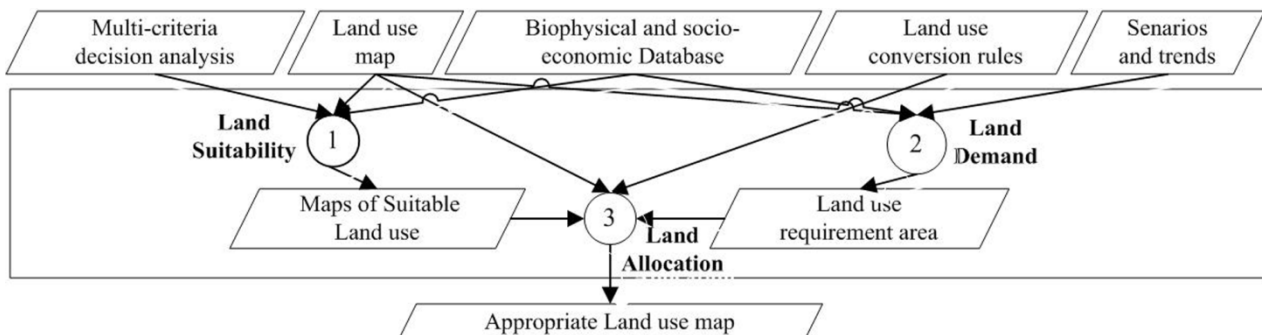 Multi-criteria
decision analysis
Land use
map
Biophysical and socio-
economic Database
Land use
conversion rules
Senarios
and trends
Land
Suitability
1
2
Land
Demand
Maps of Suitable
Land use
3
Land
Allocation
Land use
requirement area
Appropriate Land use map